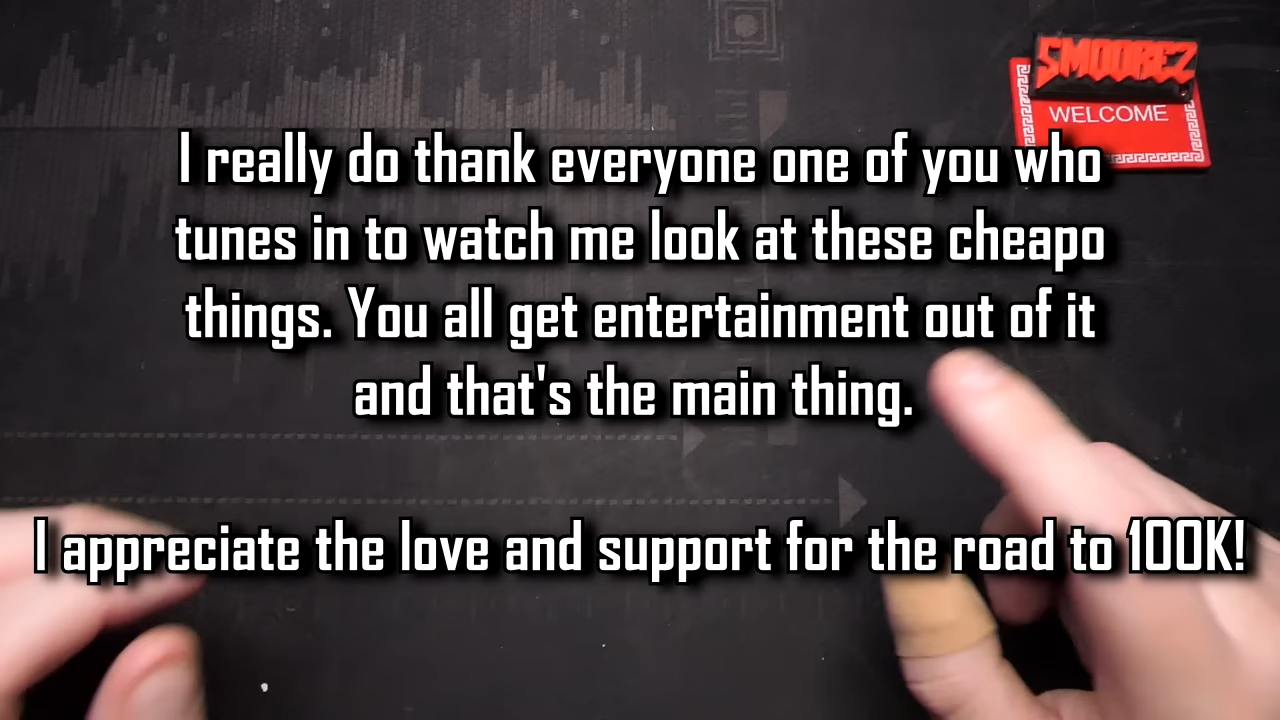 SMOOREZ
WELCOME
I really do thank everyone one of you who
tunes in to watch me look at these cheapo
things. You all get entertainment out of it
and that's the main thing.
I appreciate the love and support for the road to 100K!